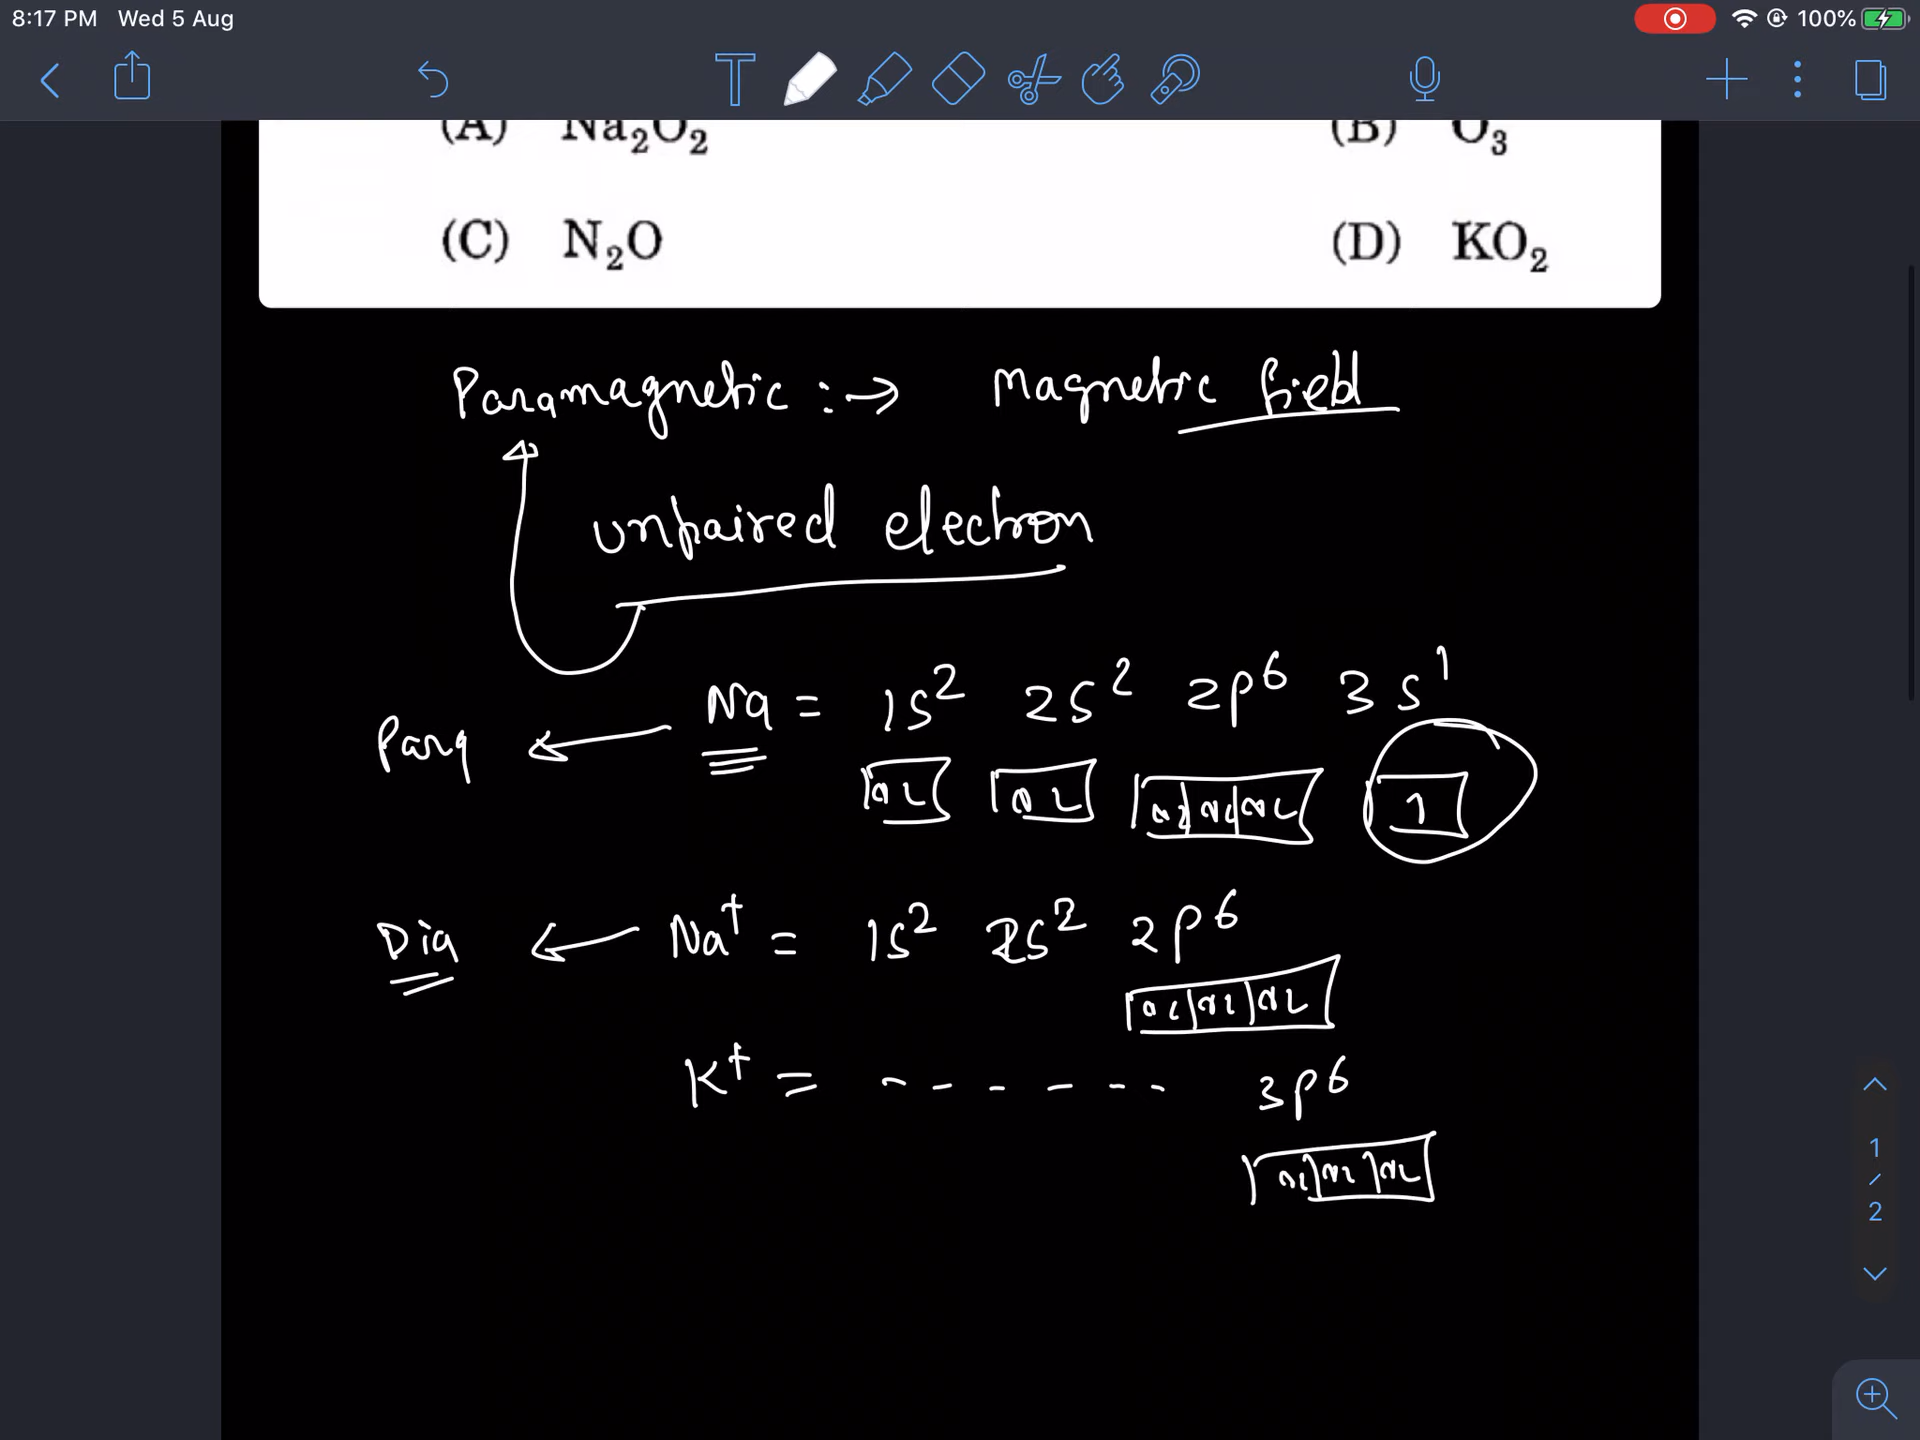 8:17 PM Wed 5 Aug 100%
(A) Na₂O₂ (B) O₃
(C) N₂O (D) KO₂
Paramagnetic :→ Magnetic field
unpaired electron
Para ← Na = 1s² 2s² 2p⁶ 3s¹
1
Dia ← Na⁺ = 1s² 2s² 2p⁶
K⁺ = - - - - - - 3p⁶
1
/
2